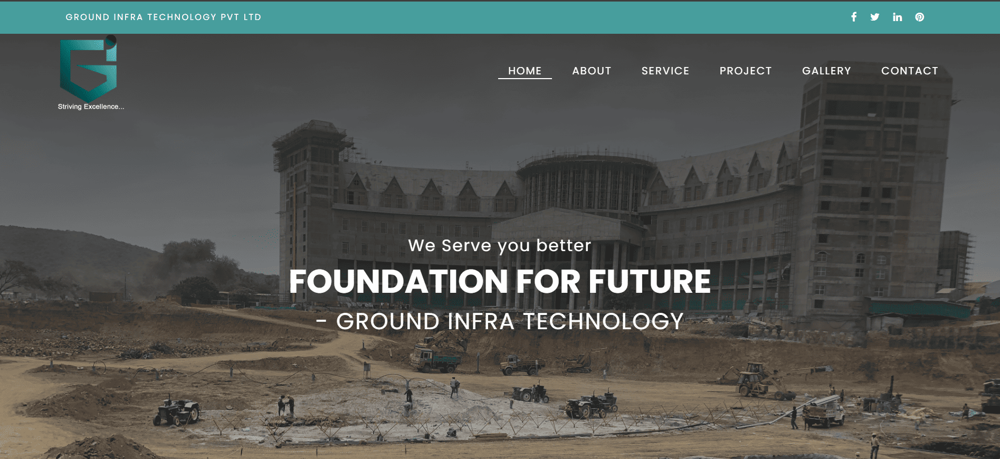 GROUND INFRA TECHNOLOGY PVT LTD
Striving Excellence...
HOME ABOUT SERVICE PROJECT GALLERY CONTACT
We Serve you better
FOUNDATION FOR FUTURE
- GROUND INFRA TECHNOLOGY